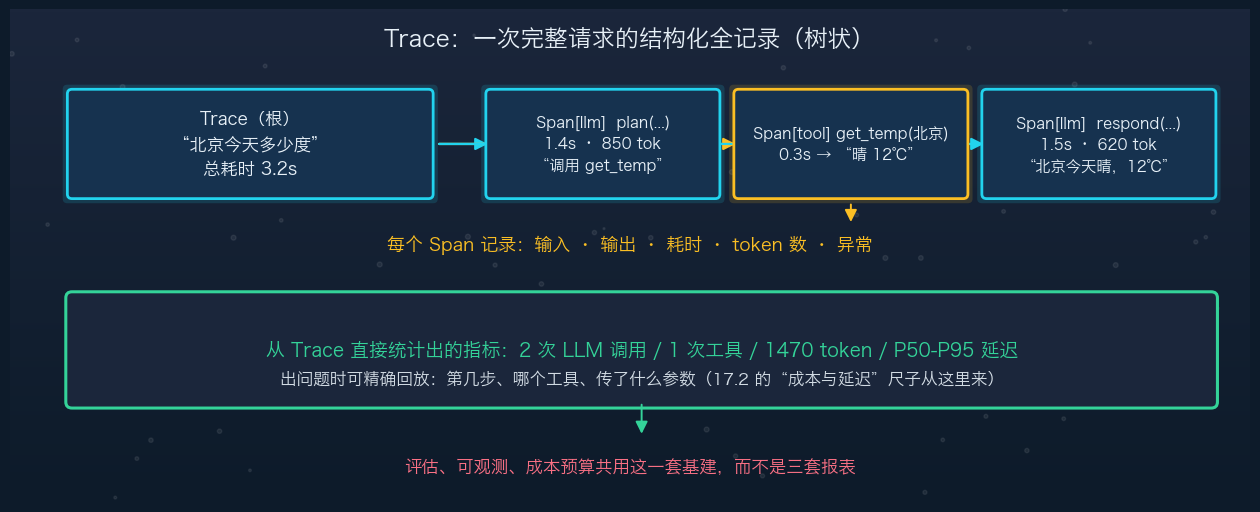 Trace：一次完整请求的结构化全记录（树状）
Trace（根）
“北京今天多少度”
总耗时 3.2s
Span[llm] plan(...)
1.4s · 850 tok
“调用 get_temp”
Span[tool] get_temp(北京)
0.3s → “晴 12℃”
Span[llm] respond(...)
1.5s · 620 tok
“北京今天晴，12℃”
每个 Span 记录：输入 · 输出 · 耗时 · token 数 · 异常
从 Trace 直接统计出的指标：2 次 LLM 调用 / 1 次工具 / 1470 token / P50-P95 延迟
出问题时可精确回放：第几步、哪个工具、传了什么参数（17.2 的“成本与延迟”尺子从这里来）
评估、可观测、成本预算共用这一套基建，而不是三套报表